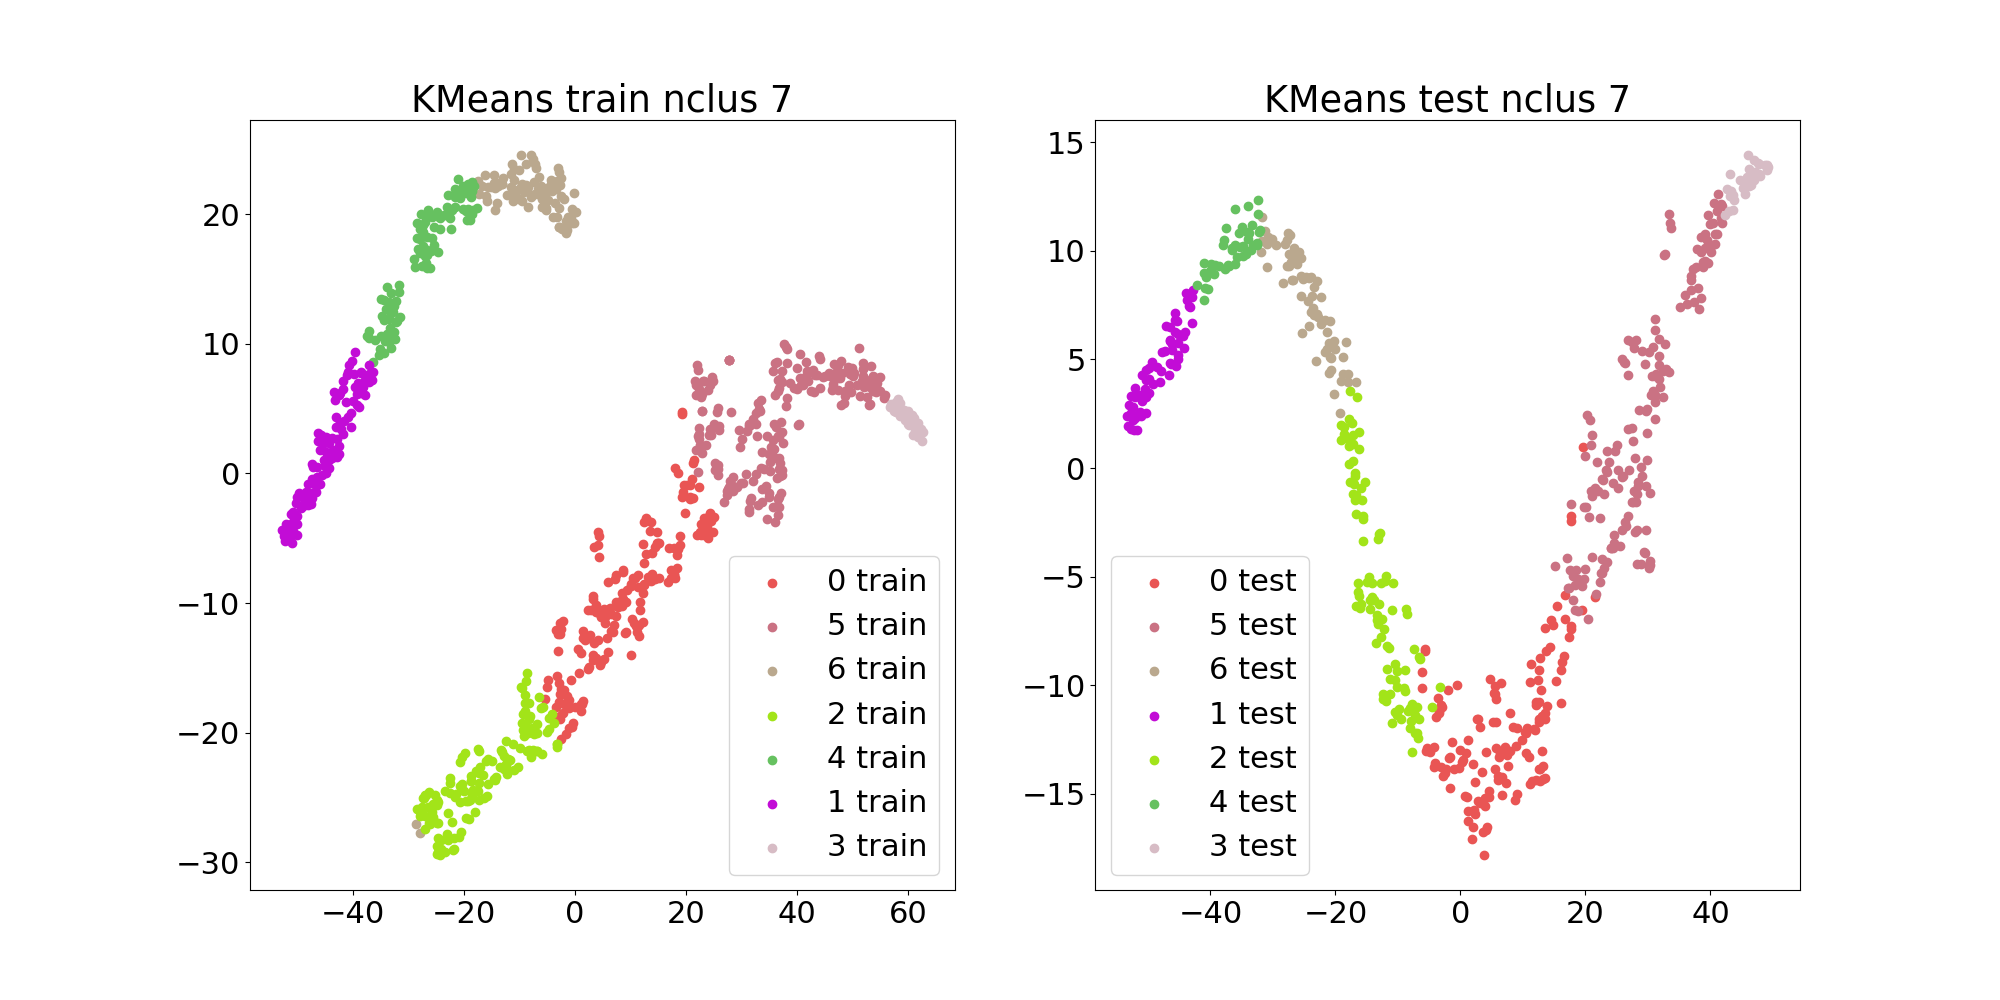 KMeans train nclus 7
20
10
0
−10
−20
−30
−40
−20
0
20
40
60
0 train
5 train
6 train
2 train
4 train
1 train
3 train
KMeans test nclus 7
15
10
5
0
−5
−10
−15
−40
−20
0
20
40
0 test
5 test
6 test
1 test
2 test
4 test
3 test